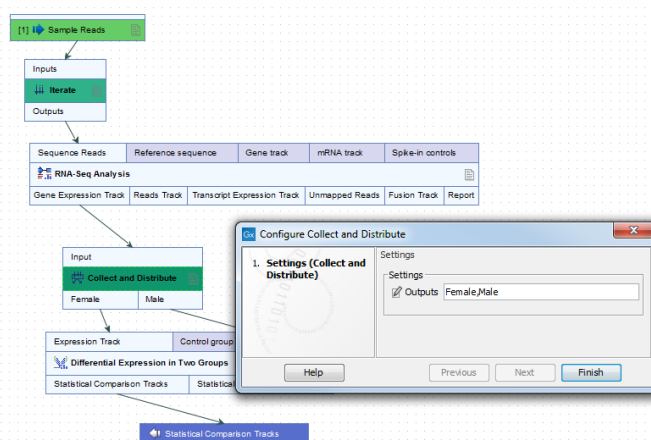 [1] Sample Reads
Inputs
Iterate
Outputs
Sequence Reads Reference sequence Gene track mRNA track Spike-in controls
RNA-Seq Analysis
Gene Expression Track Reads Track Transcript Expression Track Unmapped Reads Fusion Track Report
Gx Configure Collect and Distribute
1. Settings (Collect and
Distribute)
Settings
Settings
Outputs Female,Male
Help Previous Next Finish
Input
Collect and Distribute
Female Male
Expression Track Control group
Differential Expression in Two Groups
Statistical Comparison Tracks Statistical
Statistical Comparison Tracks